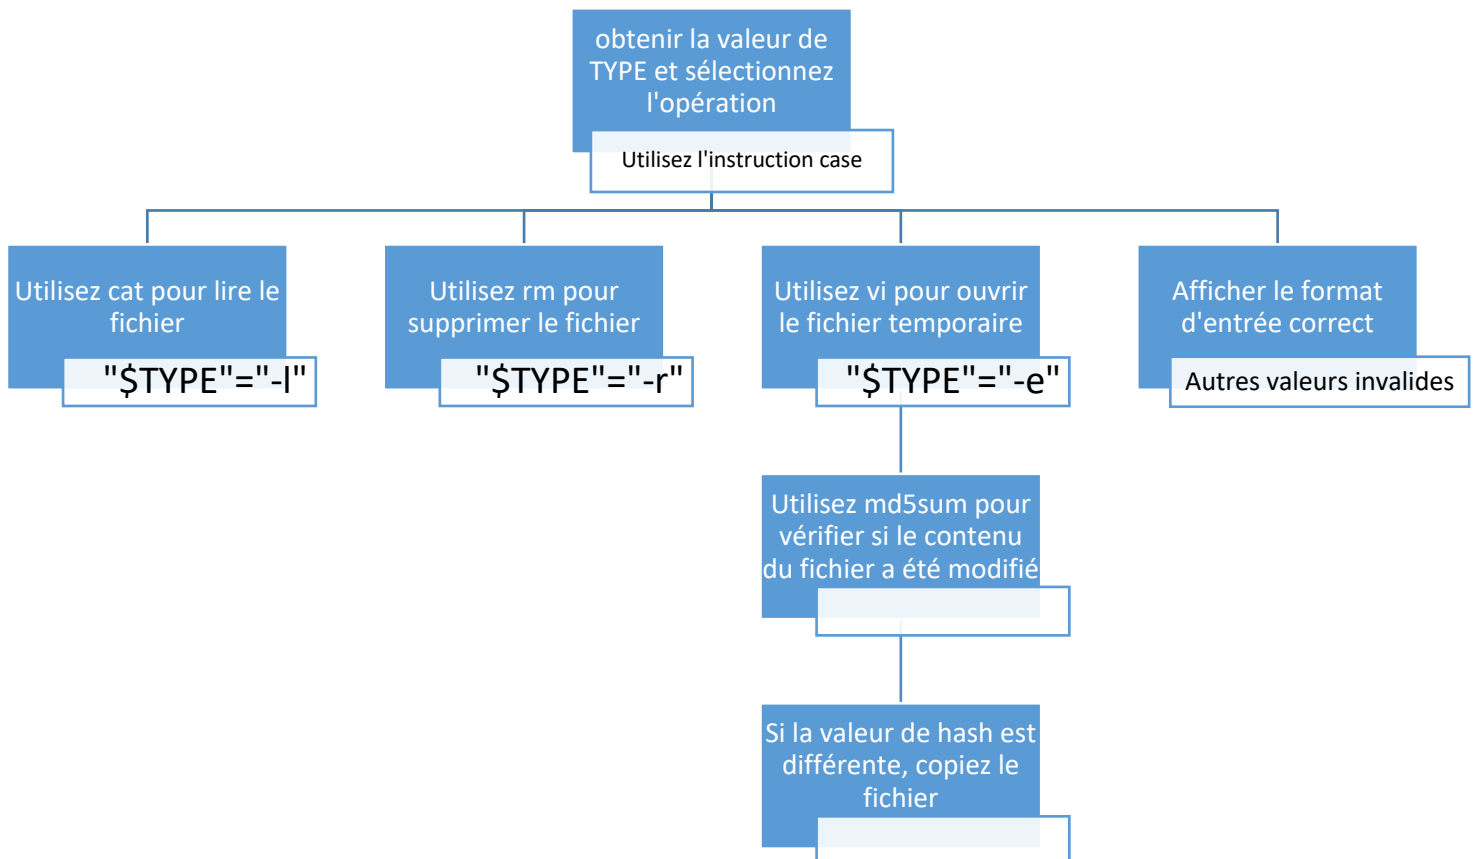 obtenir la valeur de
TYPE et sélectionnez
l'opération
Utilisez l'instruction case
Utilisez cat pour lire le
fichier
"$TYPE"="-l"
Utilisez rm pour
supprimer le fichier
"$TYPE"="-r"
Utilisez vi pour ouvrir
le fichier temporaire
"$TYPE"="-e"
Afficher le format
d'entrée correct
Autres valeurs invalides
Utilisez md5sum pour
vérifier si le contenu
du fichier a été modifié
Si la valeur de hash est
différente, copiez le
fichier